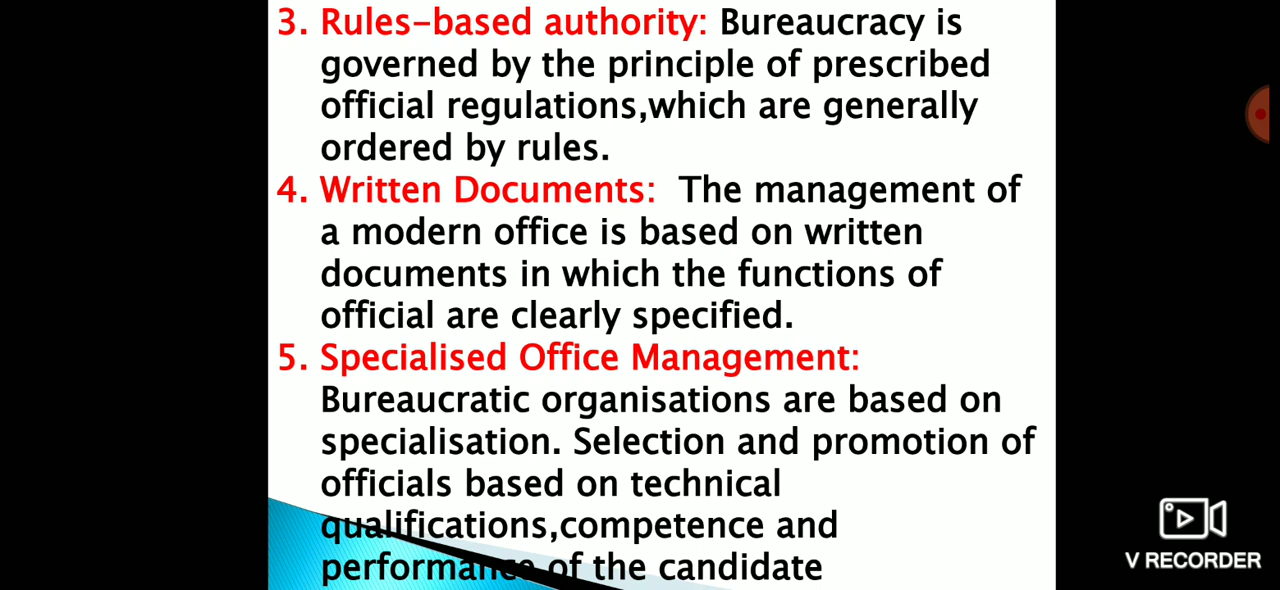 3. Rules-based authority: Bureaucracy is
governed by the principle of prescribed
official regulations,which are generally
ordered by rules.
4. Written Documents:  The management of
a modern office is based on written
documents in which the functions of
official are clearly specified.
5. Specialised Office Management:
Bureaucratic organisations are based on
specialisation. Selection and promotion of
officials based on technical
qualifications,competence and
performance of the candidate
V RECORDER